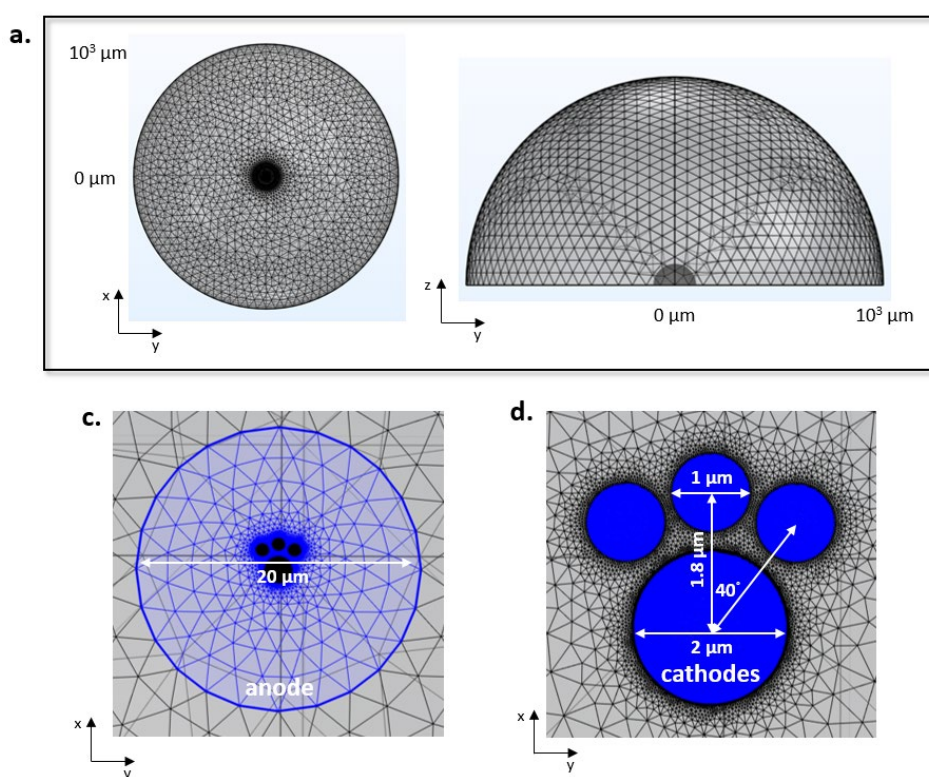 a.
10³ µm
0 µm
x
y
z
0 µm
10³ µm
c.
20 µm
anode
x
y
d.
1 µm
1.8 µm
40°
2 µm
cathodes
x
y